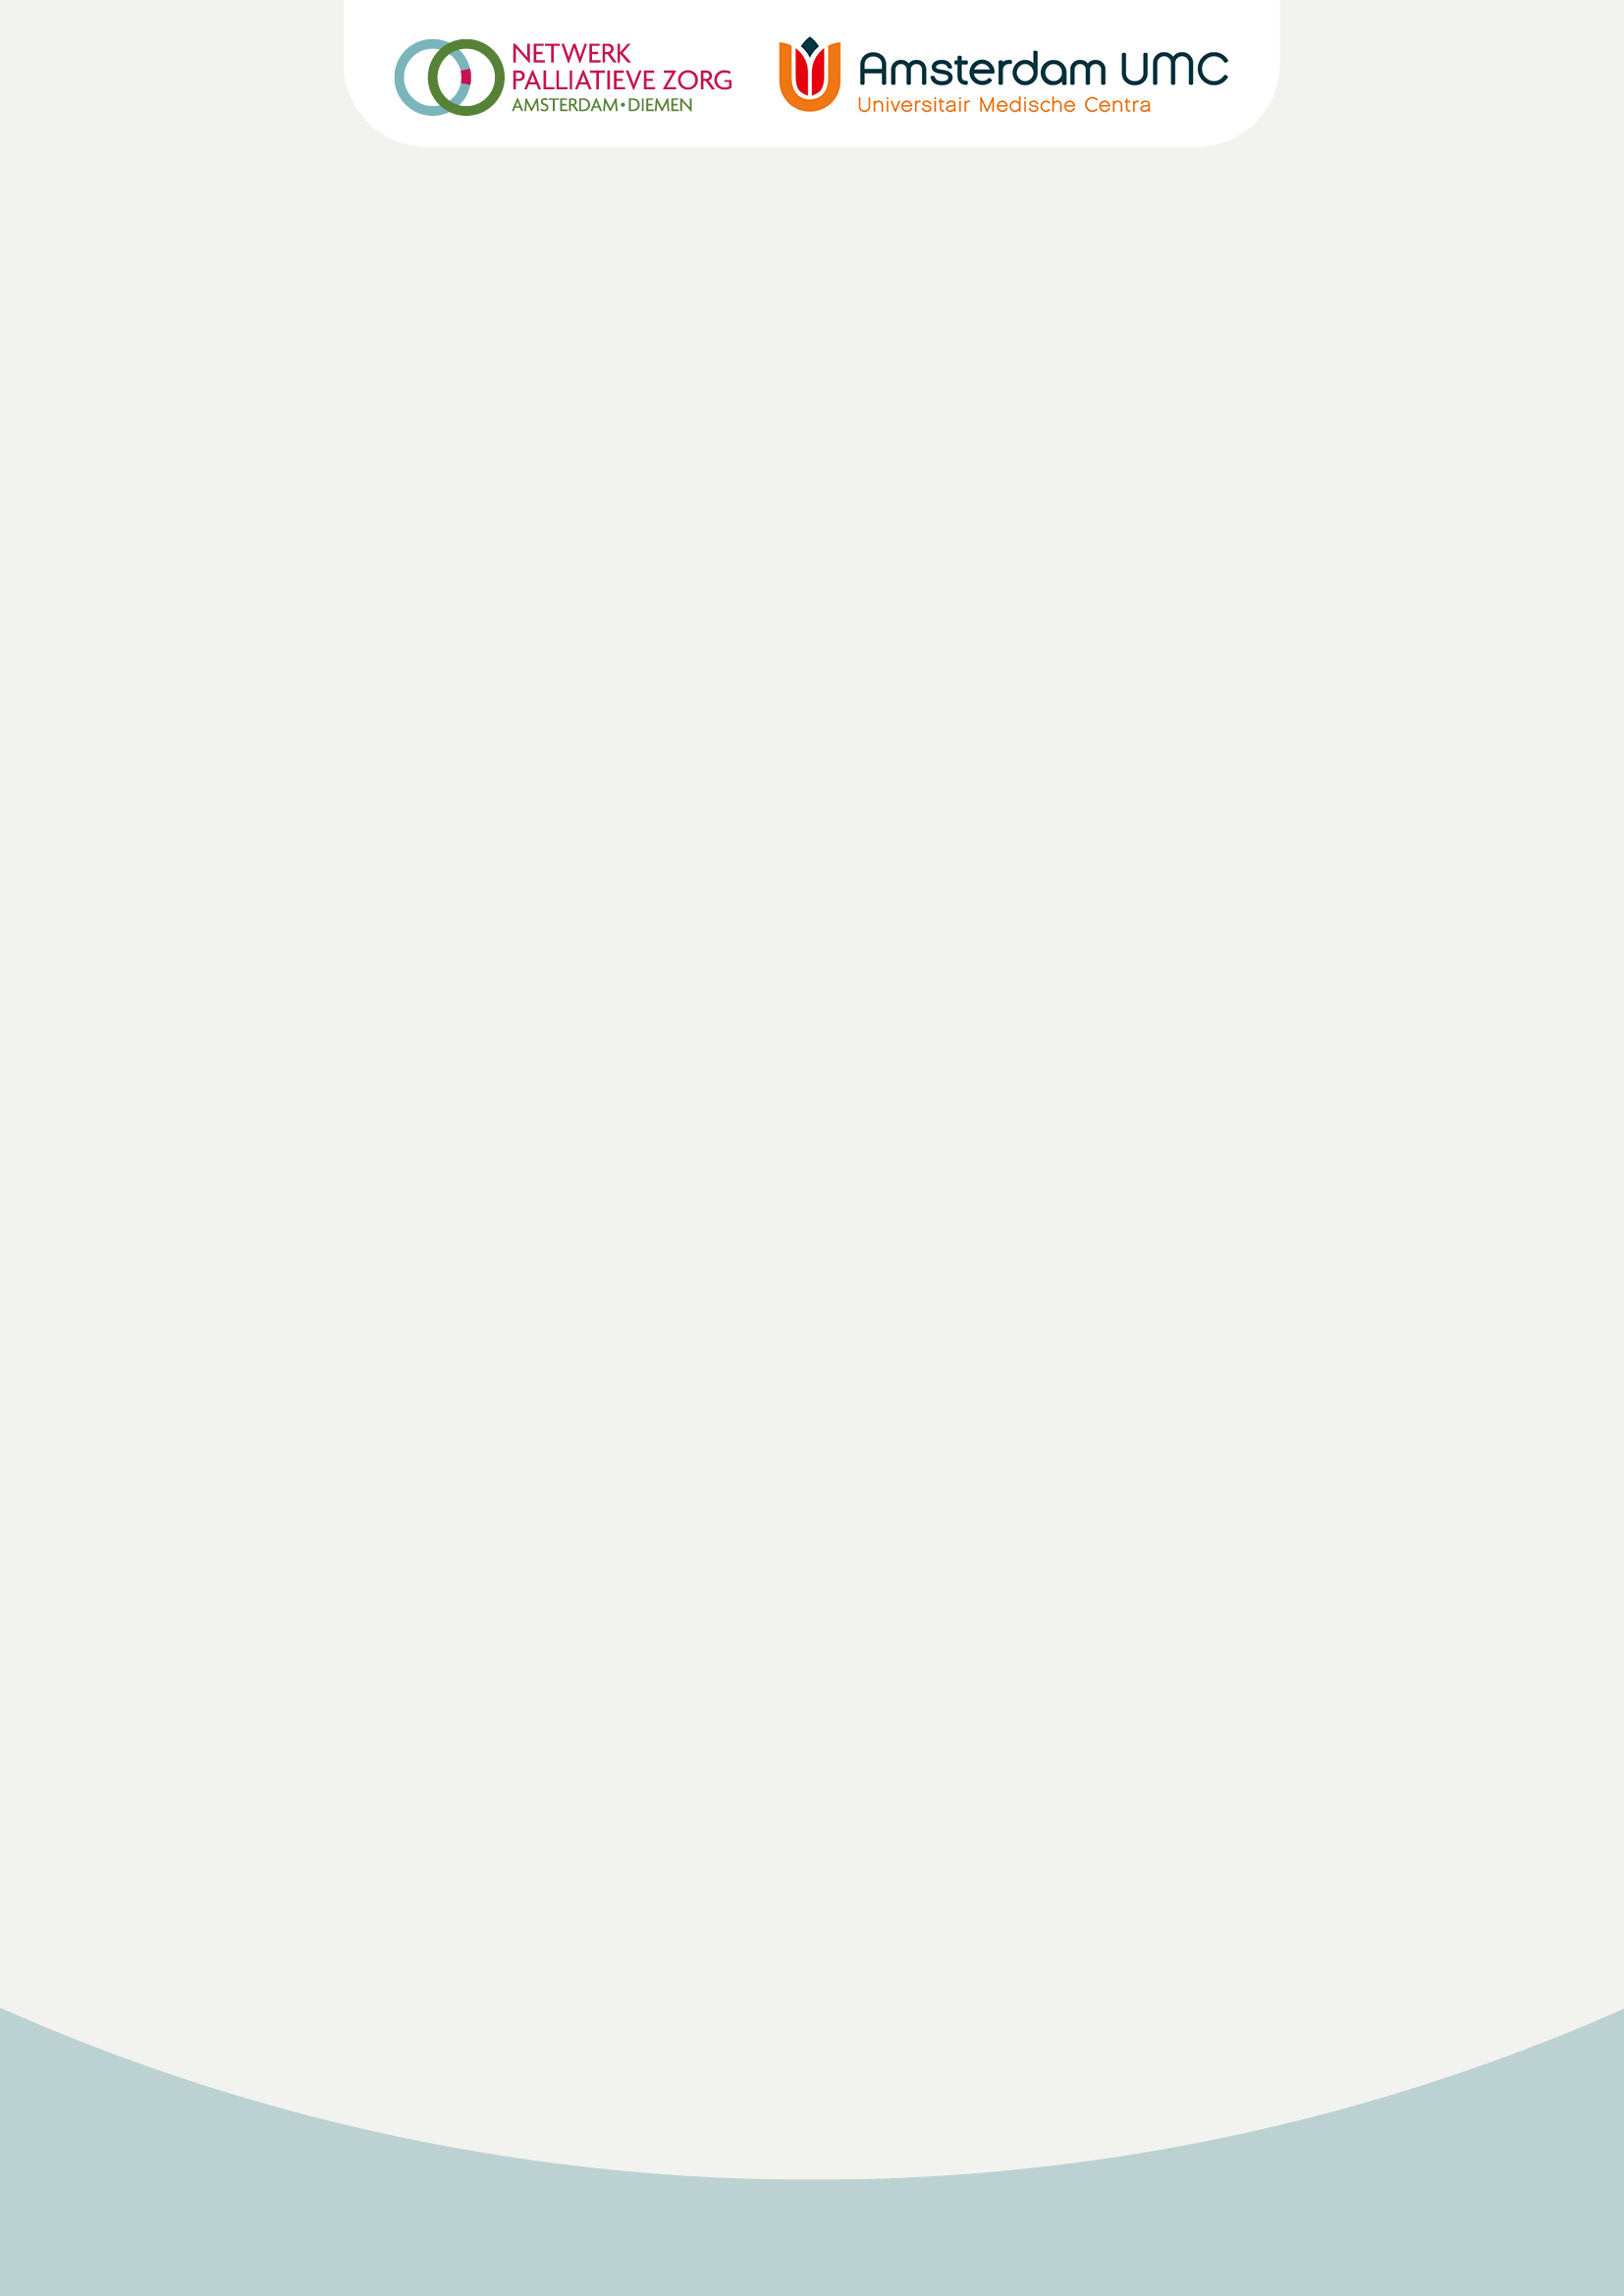 NETWERK
PALLIATIEVE ZORG
AMSTERDAM•DIEMEN
Amsterdam UMC
Universitair Medische Centra